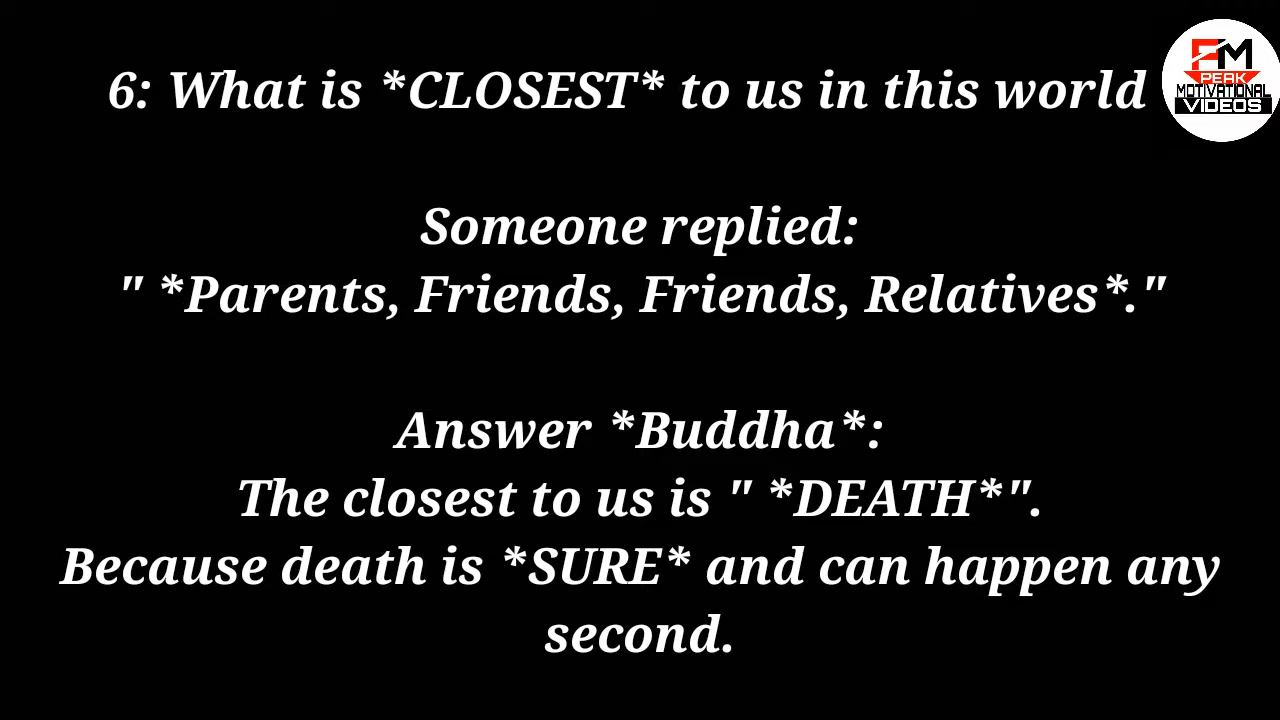 6: What is *CLOSEST* to us in this world
Someone replied:
" *Parents, Friends, Friends, Relatives*."
Answer *Buddha*:
The closest to us is " *DEATH*".
Because death is *SURE* and can happen any
second.
PM
PEAK
MOTIVATIONAL
VIDEOS